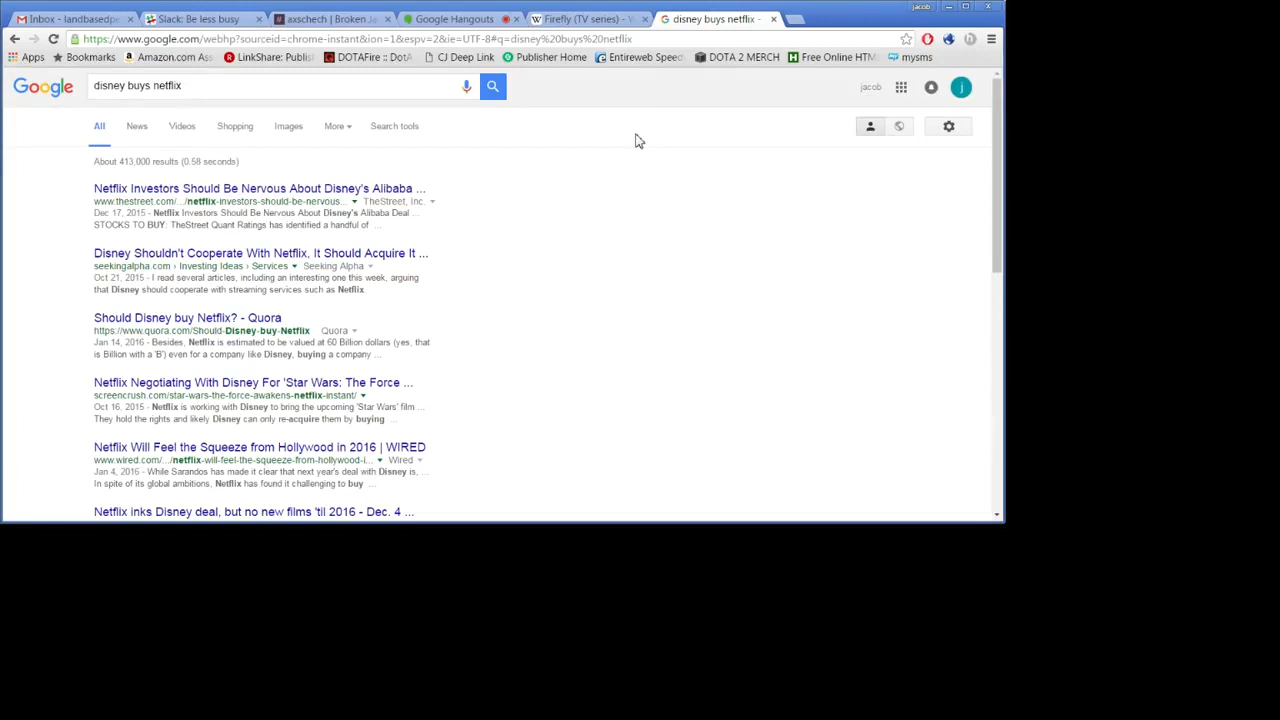 jacob
Inbox - landbasedpe
Slack: Be less busy
axschech | Broken Ja
Google Hangouts
Firefly (TV series) - W
disney buys netflix -
https://www.google.com/webhp?sourceid=chrome-instant&ion=1&espv=2&ie=UTF-8#q=disney%20buys%20netflix
Apps
Bookmarks
Amazon.com Ass
LinkShare: Publis
DOTAFire :: DotA
CJ Deep Link
Publisher Home
Entireweb Speed
DOTA 2 MERCH
Free Online HTM
mysms
Google
disney buys netflix
jacob
j
All News Videos Shopping Images More Search tools
About 413,000 results (0.58 seconds)
Netflix Investors Should Be Nervous About Disney's Alibaba ...
www.thestreet.com/.../netflix-investors-should-be-nervous... TheStreet, Inc.
Dec 17, 2015 - Netflix Investors Should Be Nervous About Disney's Alibaba Deal ...
STOCKS TO BUY: TheStreet Quant Ratings has identified a handful of ...
Disney Shouldn't Cooperate With Netflix, It Should Acquire It ...
seekingalpha.com › Investing Ideas › Services Seeking Alpha
Oct 21, 2015 - I read several articles, including an interesting one this week, arguing
that Disney should cooperate with streaming services such as Netflix
Should Disney buy Netflix? - Quora
https://www.quora.com/Should-Disney-buy-Netflix Quora
Jan 14, 2016 - Besides, Netflix is estimated to be valued at 60 Billion dollars (yes, that
is Billion with a 'B') even for a company like Disney, buying a company ...
Netflix Negotiating With Disney For 'Star Wars: The Force ...
screencrush.com/star-wars-the-force-awakens-netflix-instant/
Oct 16, 2015 - Netflix is working with Disney to bring the upcoming 'Star Wars' film ...
They hold the rights and likely Disney can only re-acquire them by buying ...
Netflix Will Feel the Squeeze from Hollywood in 2016 | WIRED
www.wired.com/.../netflix-will-feel-the-squeeze-from-hollywood-i... Wired
Jan 4, 2016 - While Sarandos has made it clear that next year's deal with Disney is, ...
In spite of its global ambitions, Netflix has found it challenging to buy ...
Netflix inks Disney deal, but no new films 'til 2016 - Dec. 4 ...